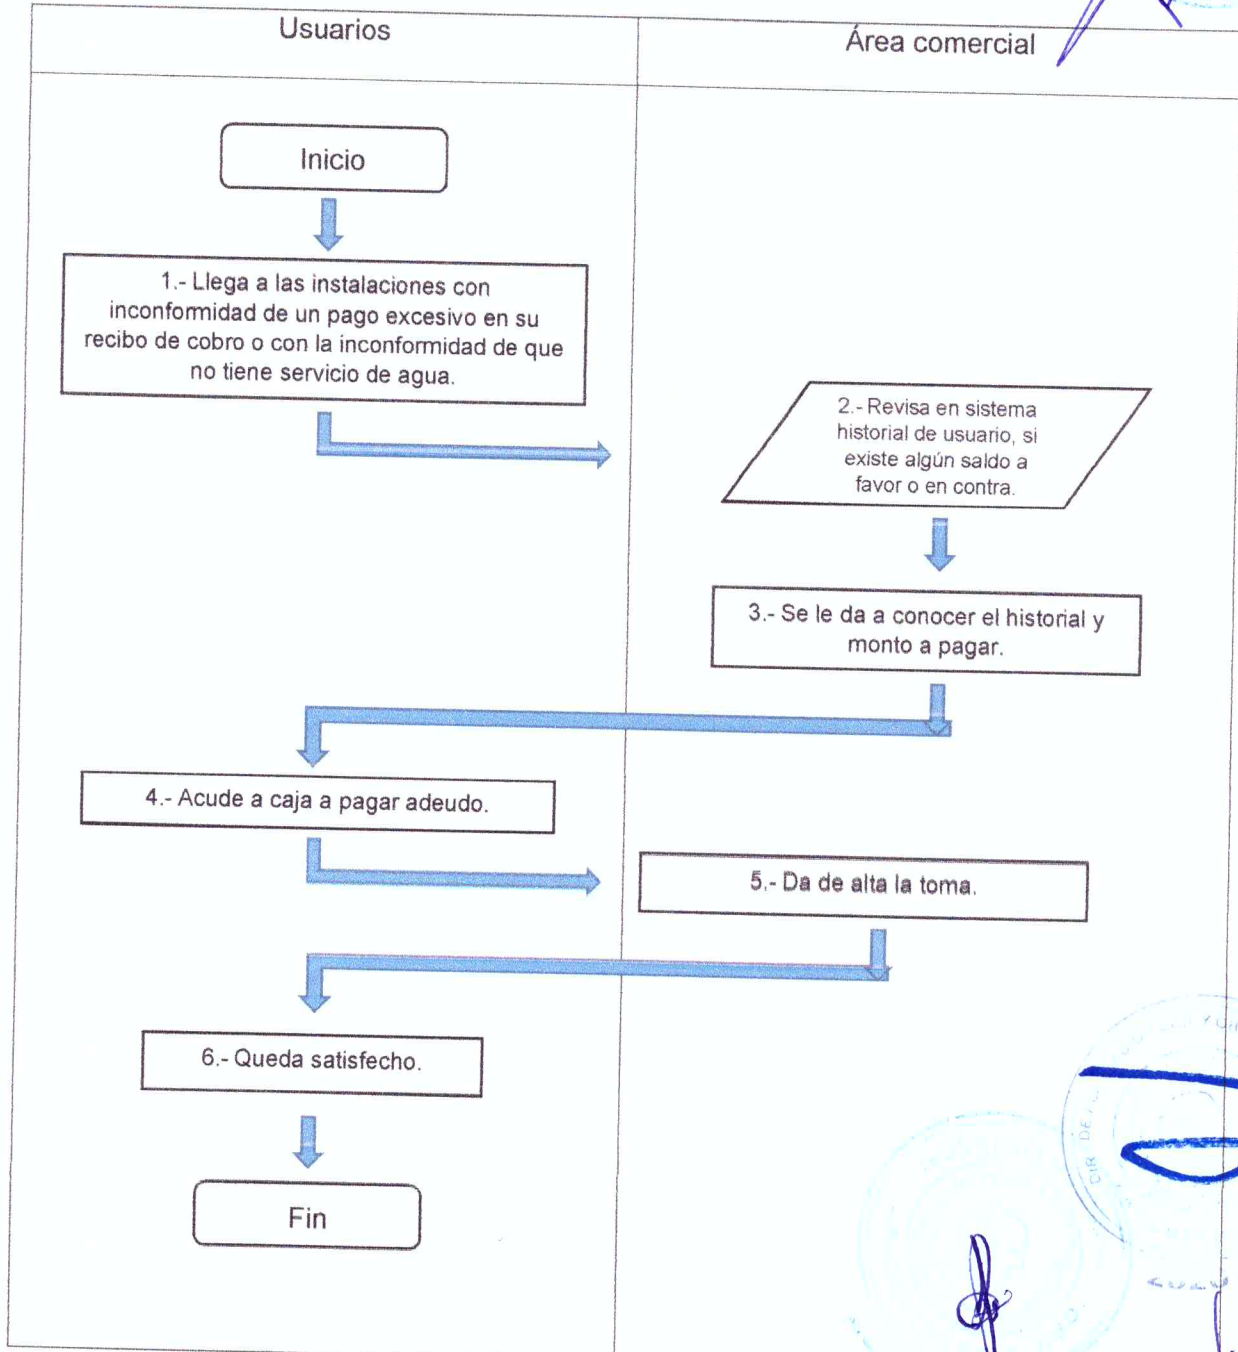 Usuarios
Área comercial
Inicio
1.- Llega a las instalaciones con
inconformidad de un pago excesivo en su
recibo de cobro o con la inconformidad de que
no tiene servicio de agua.
2.- Revisa en sistema
historial de usuario, si
existe algún saldo a
favor o en contra.
3.- Se le da a conocer el historial y
monto a pagar.
4.- Acude a caja a pagar adeudo.
5.- Da de alta la toma.
6.- Queda satisfecho.
Fin